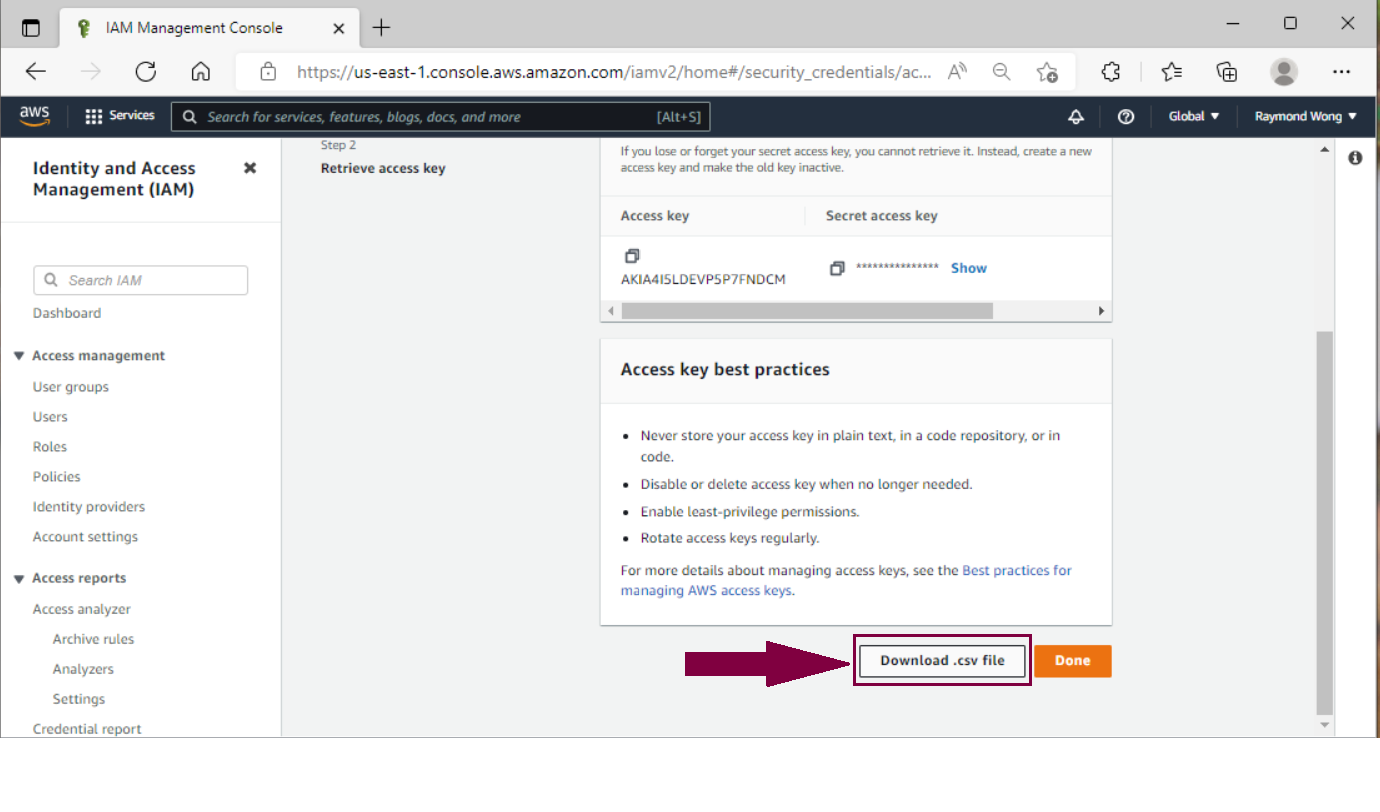 IAM Management Console
https://us-east-1.console.aws.amazon.com/iamv2/home#/security_credentials/ac...
aws
Services
Search for services, features, blogs, docs, and more
[Alt+S]
Global
Raymond Wong
Identity and Access
Management (IAM)
Search IAM
Dashboard
Access management
User groups
Users
Roles
Policies
Identity providers
Account settings
Access reports
Access analyzer
Archive rules
Analyzers
Settings
Credential report
Step 2
Retrieve access key
If you lose or forget your secret access key, you cannot retrieve it. Instead, create a new
access key and make the old key inactive.
Access key
Secret access key
AKIA4I5LDEVP5P7FNDCM
***************
Show
Access key best practices
• Never store your access key in plain text, in a code repository, or in
code.
• Disable or delete access key when no longer needed.
• Enable least-privilege permissions.
• Rotate access keys regularly.
For more details about managing access keys, see the Best practices for
managing AWS access keys.
Download .csv file
Done